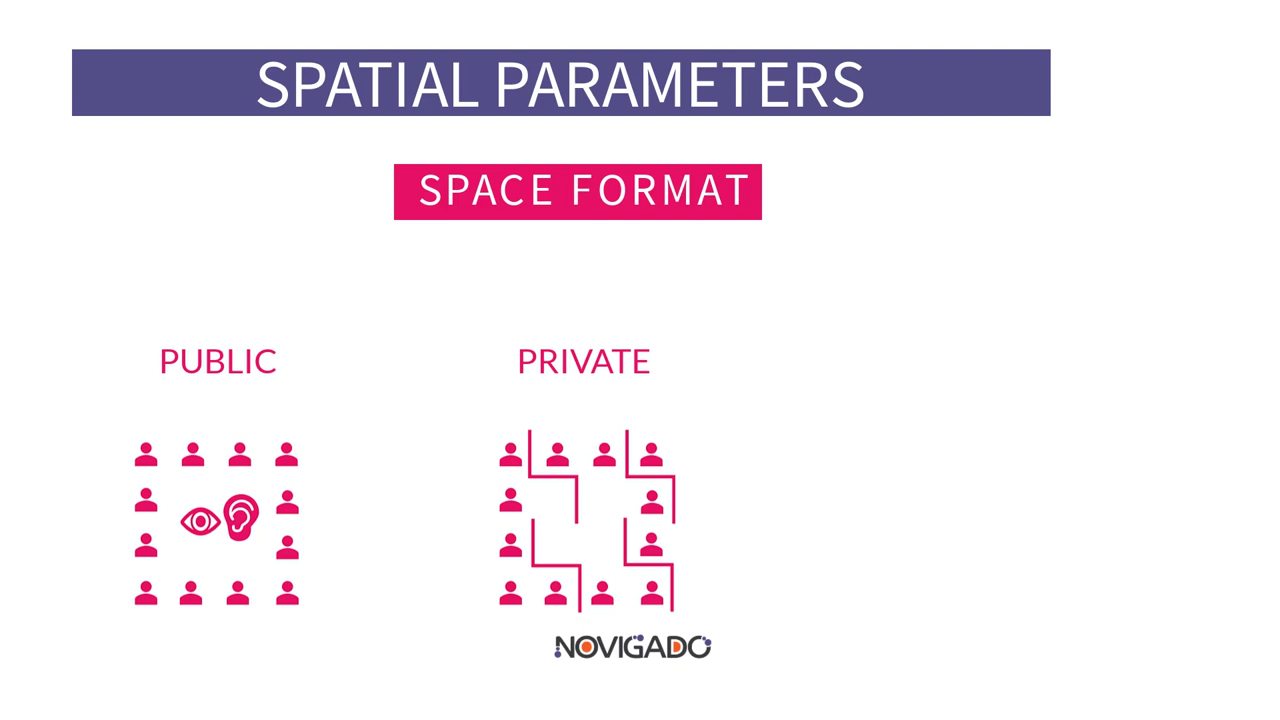 SPATIAL PARAMETERS
SPACE FORMAT
PUBLIC
PRIVATE
NOVIGADO